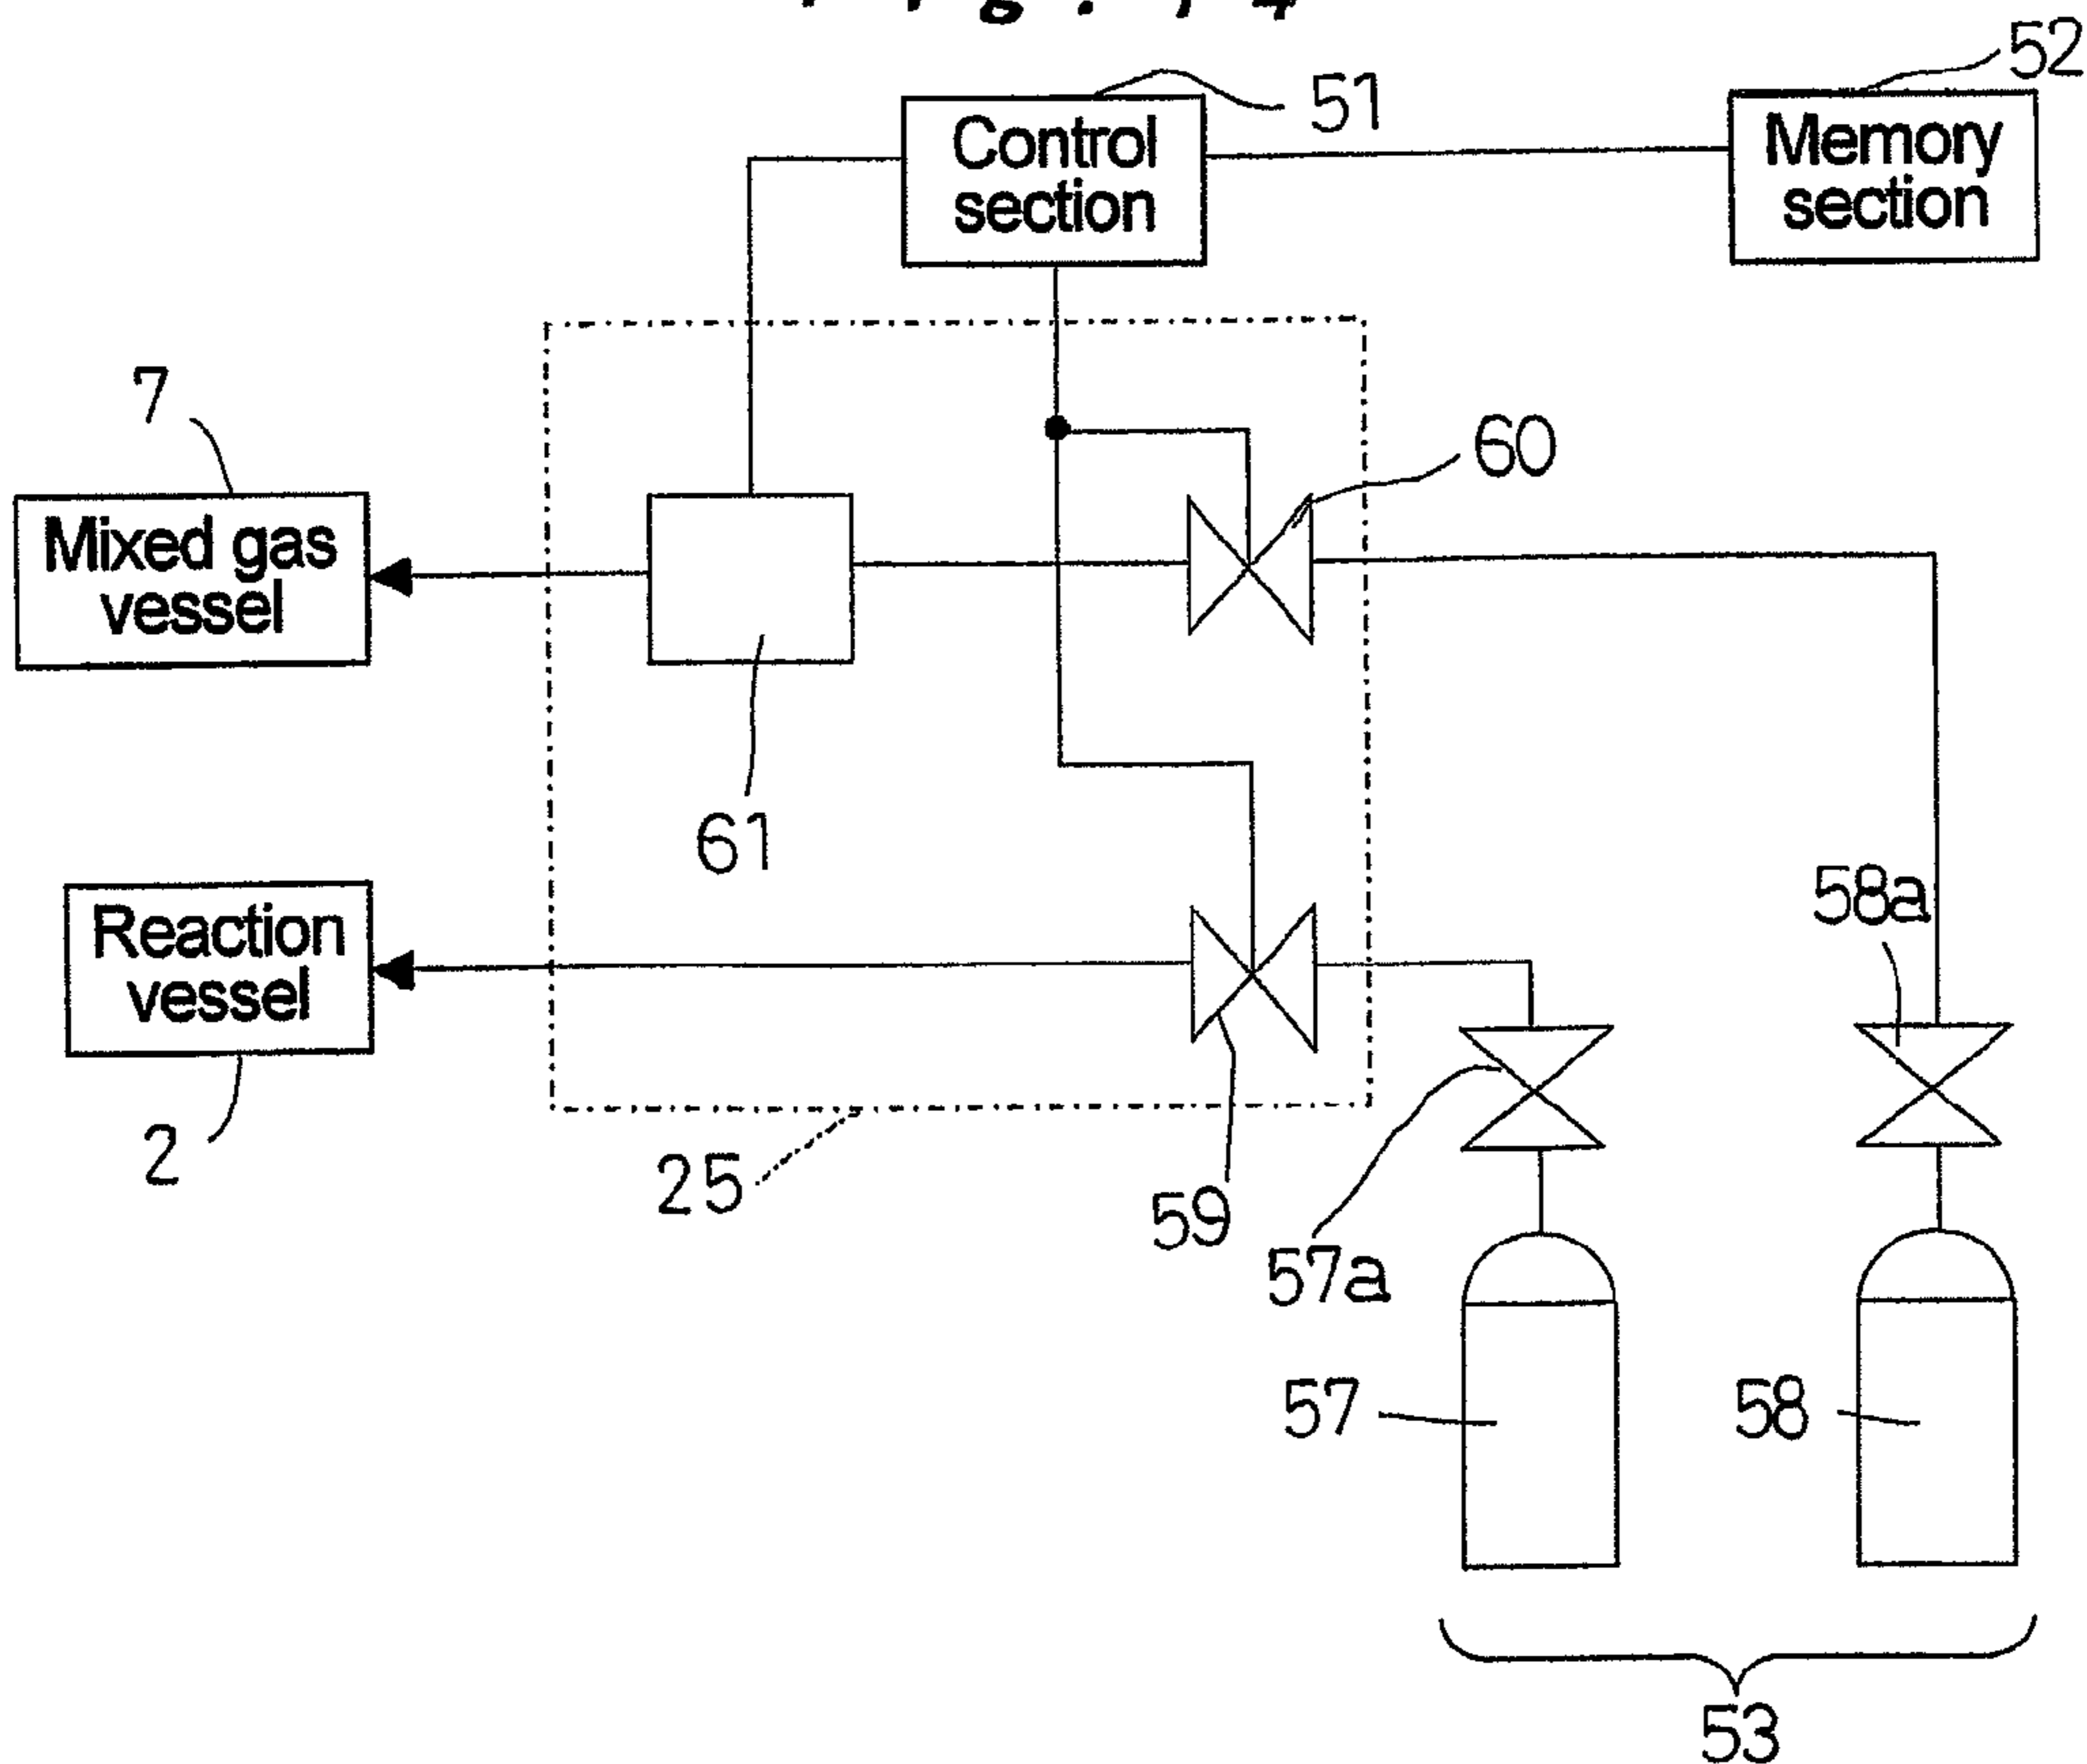 51
52
Control
section
Memory
section
7
60
Mixed gas
vessel
61
58a
Reaction
vessel
2
25
59
57a
57
58
53